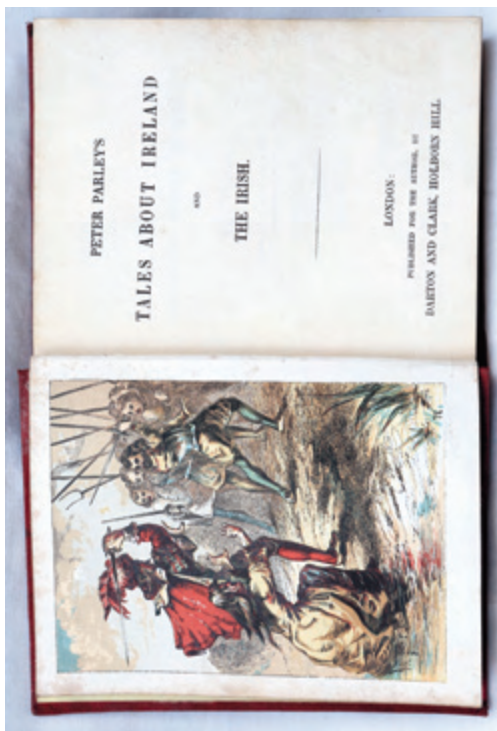 PETER PARLEY'S
TALES ABOUT IRELAND
AND
THE IRISH.
LONDON:
PUBLISHED FOR THE AUTHOR, BY
DARTON AND CLARK, HOLBORN HILL